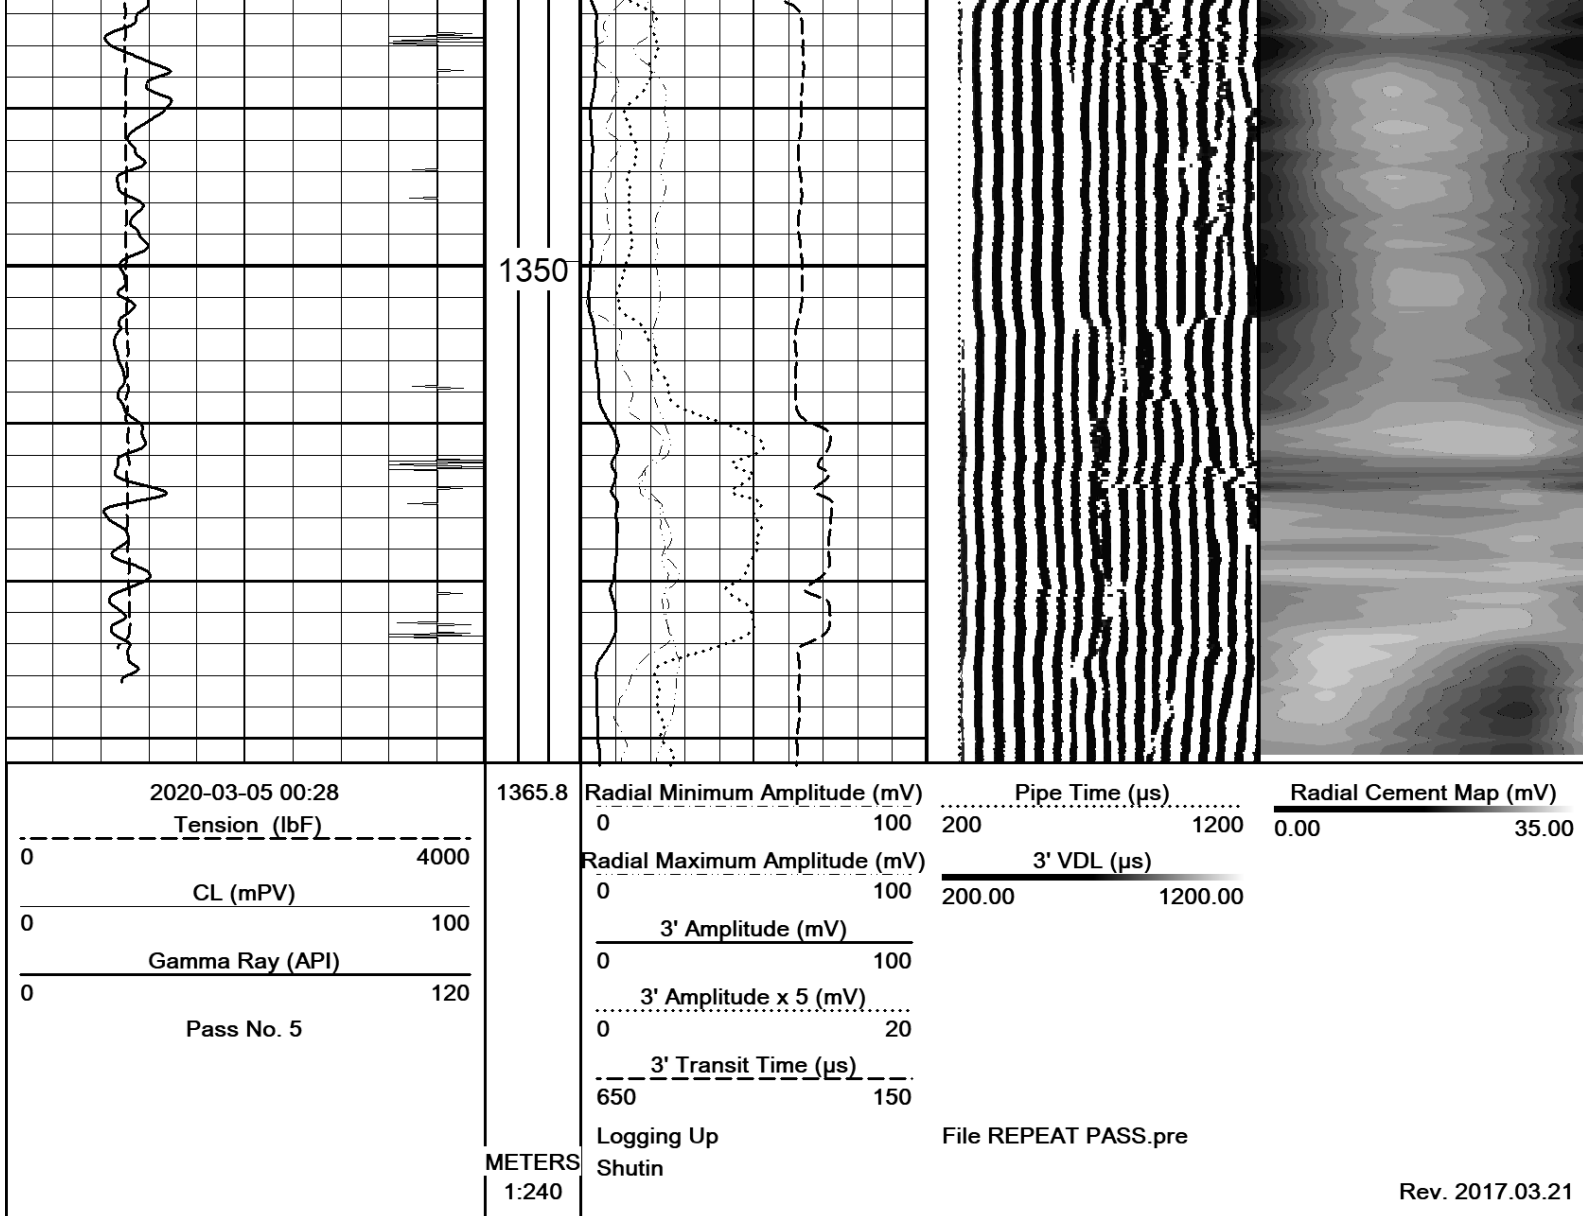 1350
2020-03-05 00:28
Tension (lbF)
0 4000
CL (mPV)
0 100
Gamma Ray (API)
0 120
Pass No. 5
1365.8
METERS
1:240
Radial Minimum Amplitude (mV)
0 100
Radial Maximum Amplitude (mV)
0 100
3' Amplitude (mV)
0 100
3' Amplitude x 5 (mV)
0 20
3' Transit Time (µs)
650 150
Logging Up
Shutin
Pipe Time (µs)
200 1200
3' VDL (µs)
200.00 1200.00
File REPEAT PASS.pre
Radial Cement Map (mV)
0.00 35.00
Rev. 2017.03.21